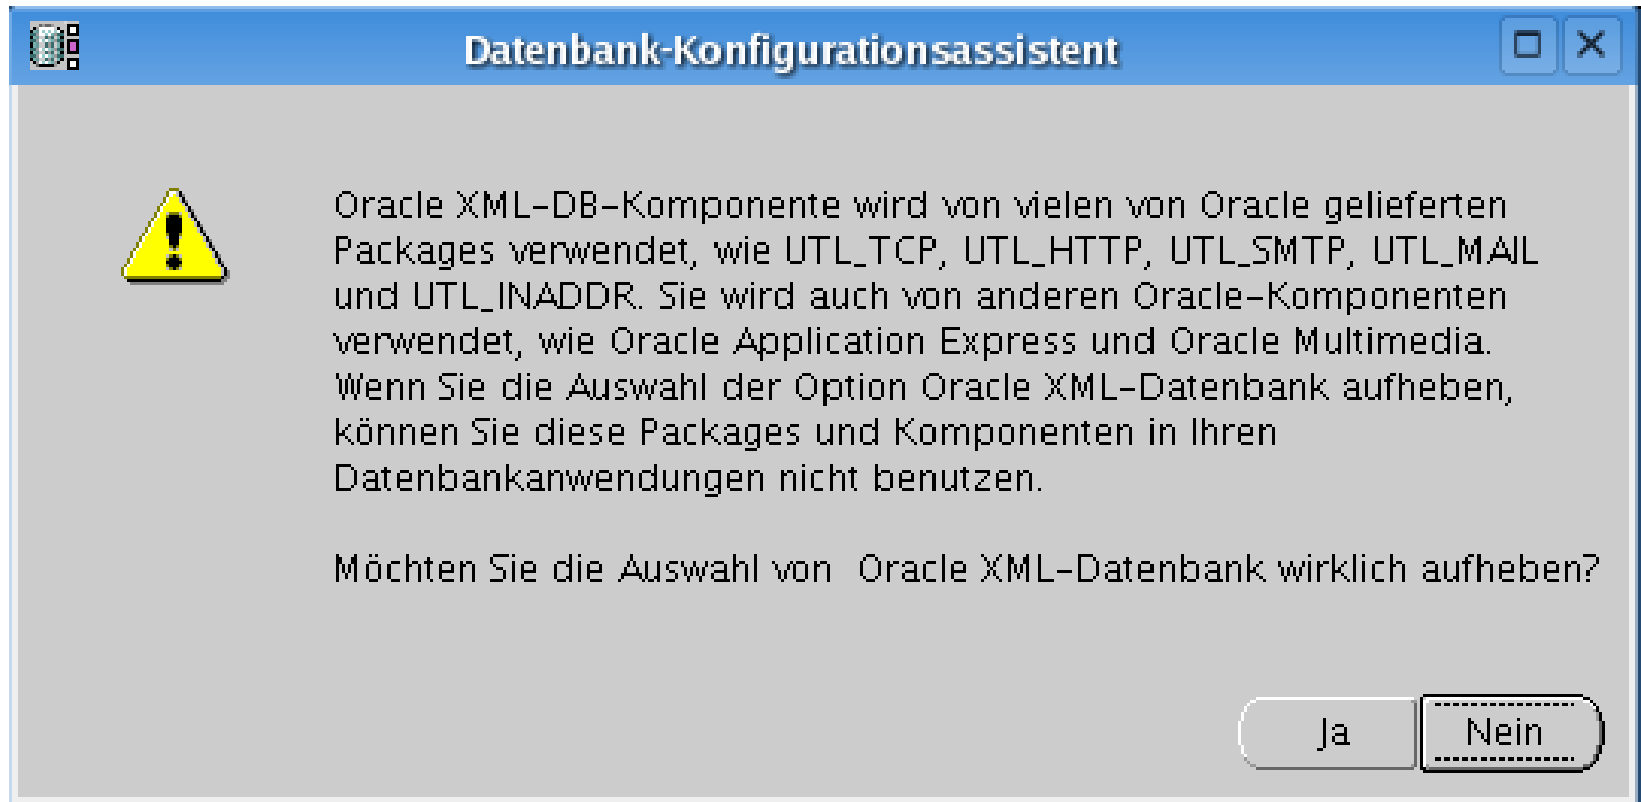 Datenbank-Konfigurationsassistent
Oracle XML-DB-Komponente wird von vielen von Oracle gelieferten
Packages verwendet, wie UTL_TCP, UTL_HTTP, UTL_SMTP, UTL_MAIL
und UTL_INADDR. Sie wird auch von anderen Oracle-Komponenten
verwendet, wie Oracle Application Express und Oracle Multimedia.
Wenn Sie die Auswahl der Option Oracle XML-Datenbank aufheben,
können Sie diese Packages und Komponenten in Ihren
Datenbankanwendungen nicht benutzen.
Möchten Sie die Auswahl von  Oracle XML-Datenbank wirklich aufheben?
Ja Nein